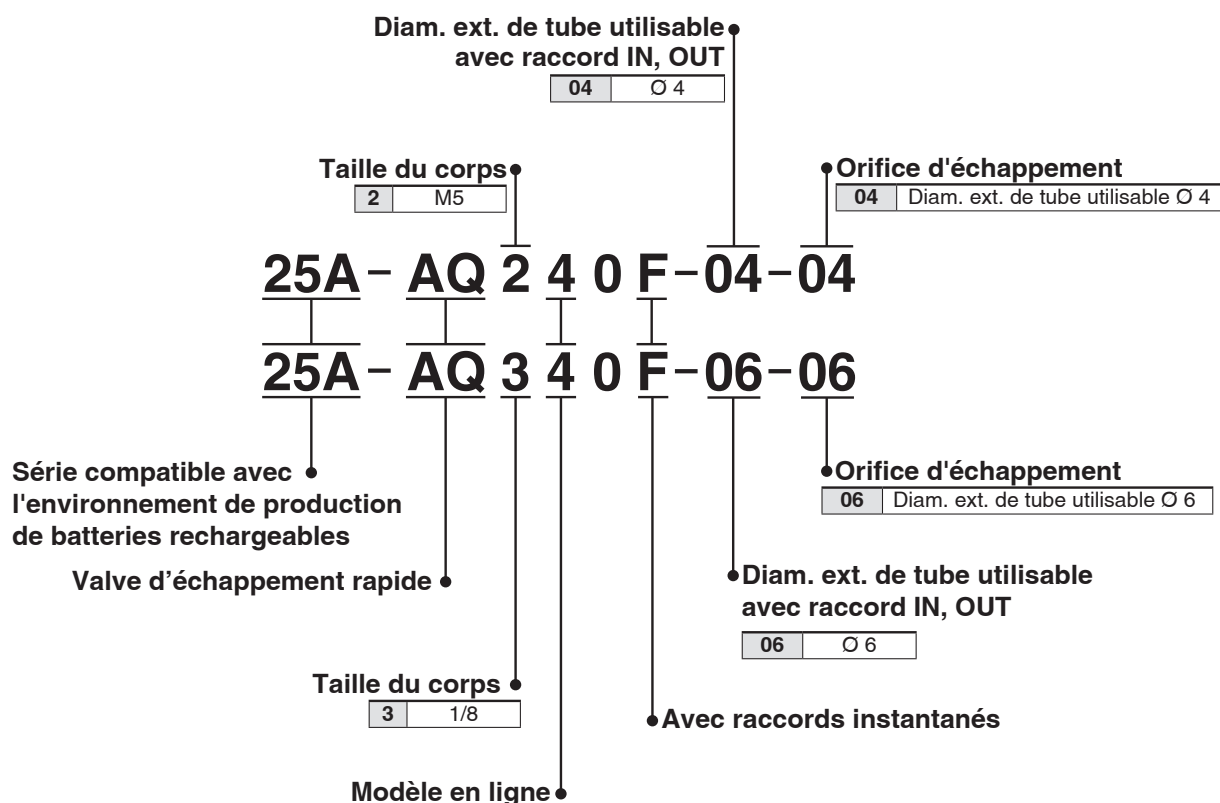 Diam. ext. de tube utilisable
avec raccord IN, OUT
04 Ø 4
Taille du corps
2 M5
Orifice d'échappement
04 Diam. ext. de tube utilisable Ø 4
25A - AQ 2 4 0 F - 04 - 04
25A - AQ 3 4 0 F - 06 - 06
Série compatible avec
l'environnement de production
de batteries rechargeables
Orifice d'échappement
06 Diam. ext. de tube utilisable Ø 6
Valve d’échappement rapide
Diam. ext. de tube utilisable
avec raccord IN, OUT
06 Ø 6
Taille du corps
3 1/8
Avec raccords instantanés
Modèle en ligne